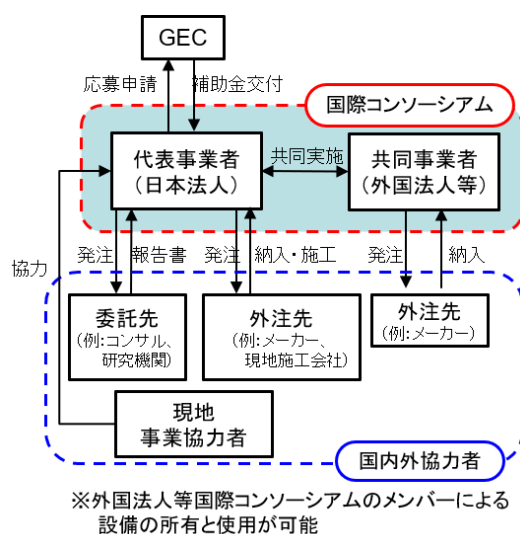 GEC
応募申請 補助金交付
国際コンソーシアム
代表事業者
(日本法人)
共同実施
共同事業者
(外国法人等)
発注 報告書 発注 納入・施工 発注 納入
協力
委託先
(例:コンサル、
研究機関)
外注先
(例:メーカー、
現地施工会社)
外注先
(例:メーカー)
現地
事業協力者
国内外協力者
※外国法人等国際コンソーシアムのメンバーによる
設備の所有と使用が可能